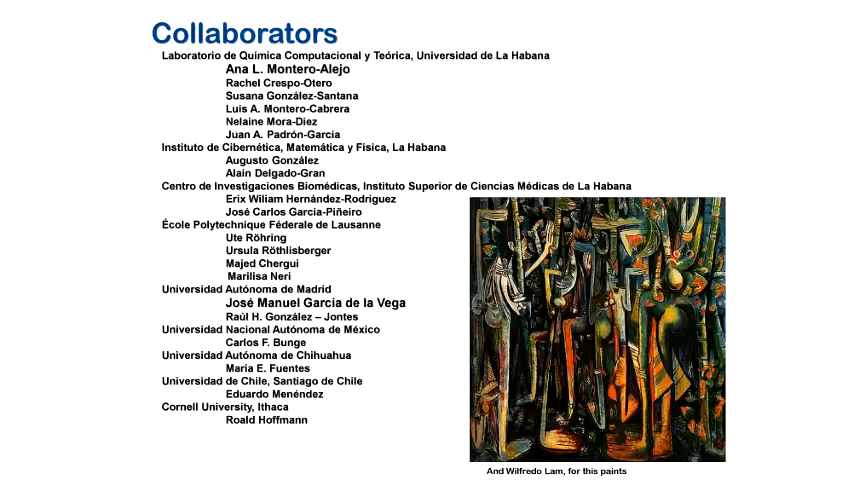 Collaborators
Laboratorio de Química Computacional y Teórica, Universidad de La Habana
Ana L. Montero-Alejo
Rachel Crespo-Otero
Susana González-Santana
Luis A. Montero-Cabrera
Nelaine Mora-Díez
Juan A. Padrón-García
Instituto de Cibernética, Matemática y Física, La Habana
Augusto González
Alain Delgado-Gran
Centro de Investigaciones Biomédicas, Instituto Superior de Ciencias Médicas de La Habana
Erix Wiliam Hernández-Rodríguez
José Carlos García-Piñeiro
École Polytechnique Féderale de Lausanne
Ute Röhring
Ursula Röthlisberger
Majed Chergui
Marilisa Neri
Universidad Autónoma de Madrid
José Manuel García de la Vega
Raúl H. González – Jontes
Universidad Nacional Autónoma de México
Carlos F. Bunge
Universidad Autónoma de Chihuahua
María E. Fuentes
Universidad de Chile, Santiago de Chile
Eduardo Menéndez
Cornell University, Ithaca
Roald Hoffmann
And Wilfredo Lam, for this paints